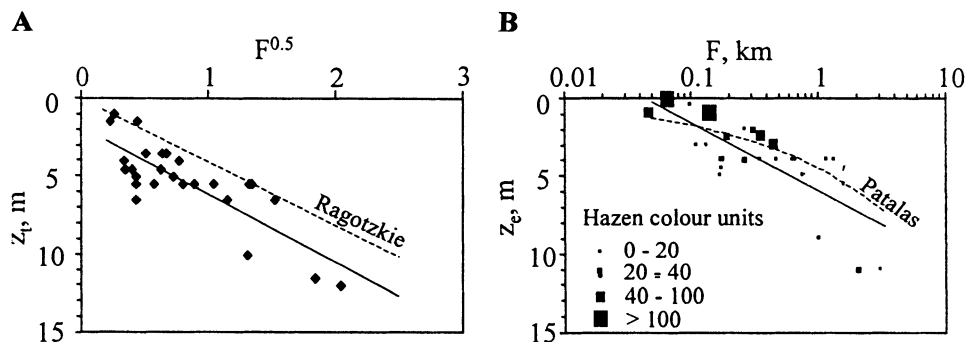 A
F^0.5
0 1 2 3
0
5
10
15
z_t, m
Ragotzkie
B
F, km
0.01 0.1 1 10
0
5
10
15
z_e, m
Patalas
Hazen colour units
0 - 20
20 - 40
40 - 100
> 100